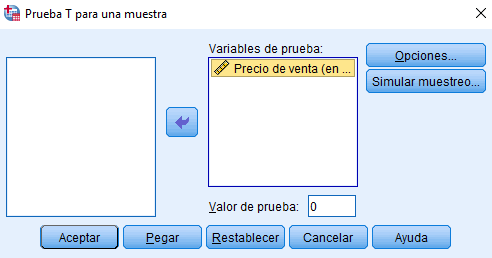 Prueba T para una muestra
Variables de prueba:
Precio de venta (en ...
Opciones...
Simular muestreo...
Valor de prueba: 0
Aceptar Pegar Restablecer Cancelar Ayuda